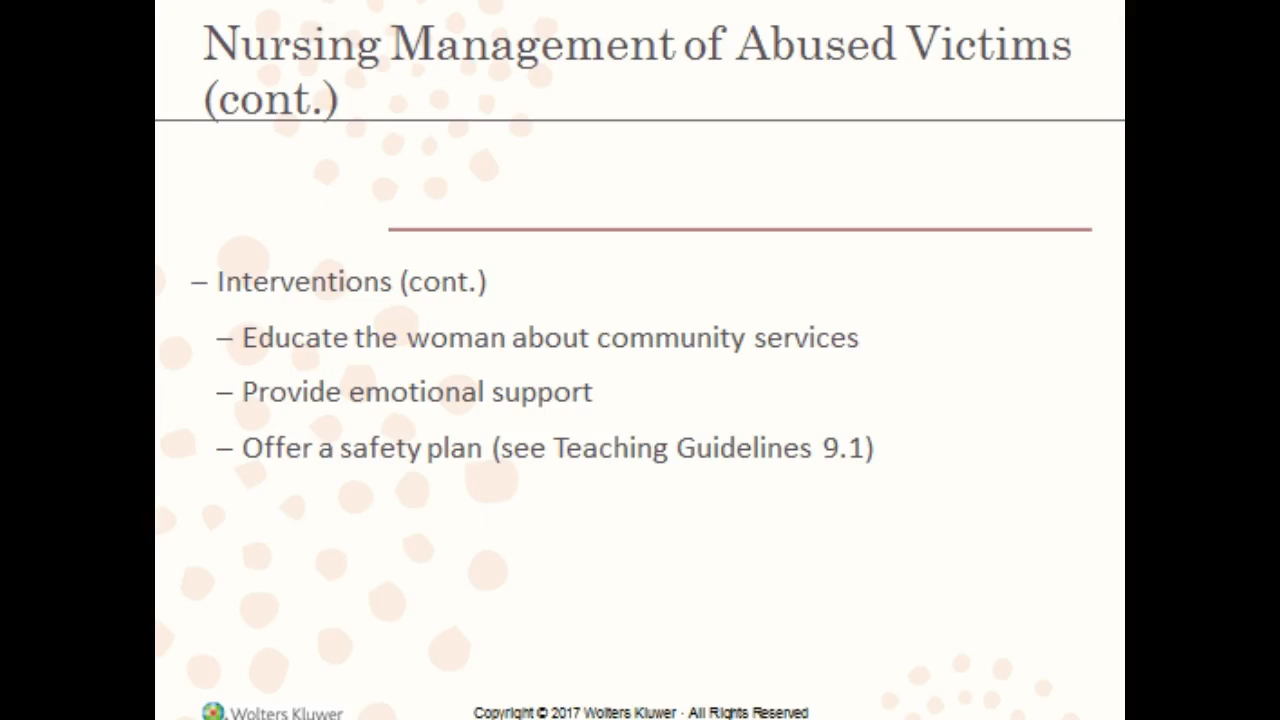 Nursing Management of Abused Victims
(cont.)
– Interventions (cont.)
– Educate the woman about community services
– Provide emotional support
– Offer a safety plan (see Teaching Guidelines 9.1)
Wolters Kluwer
Copyright © 2017 Wolters Kluwer · All Rights Reserved